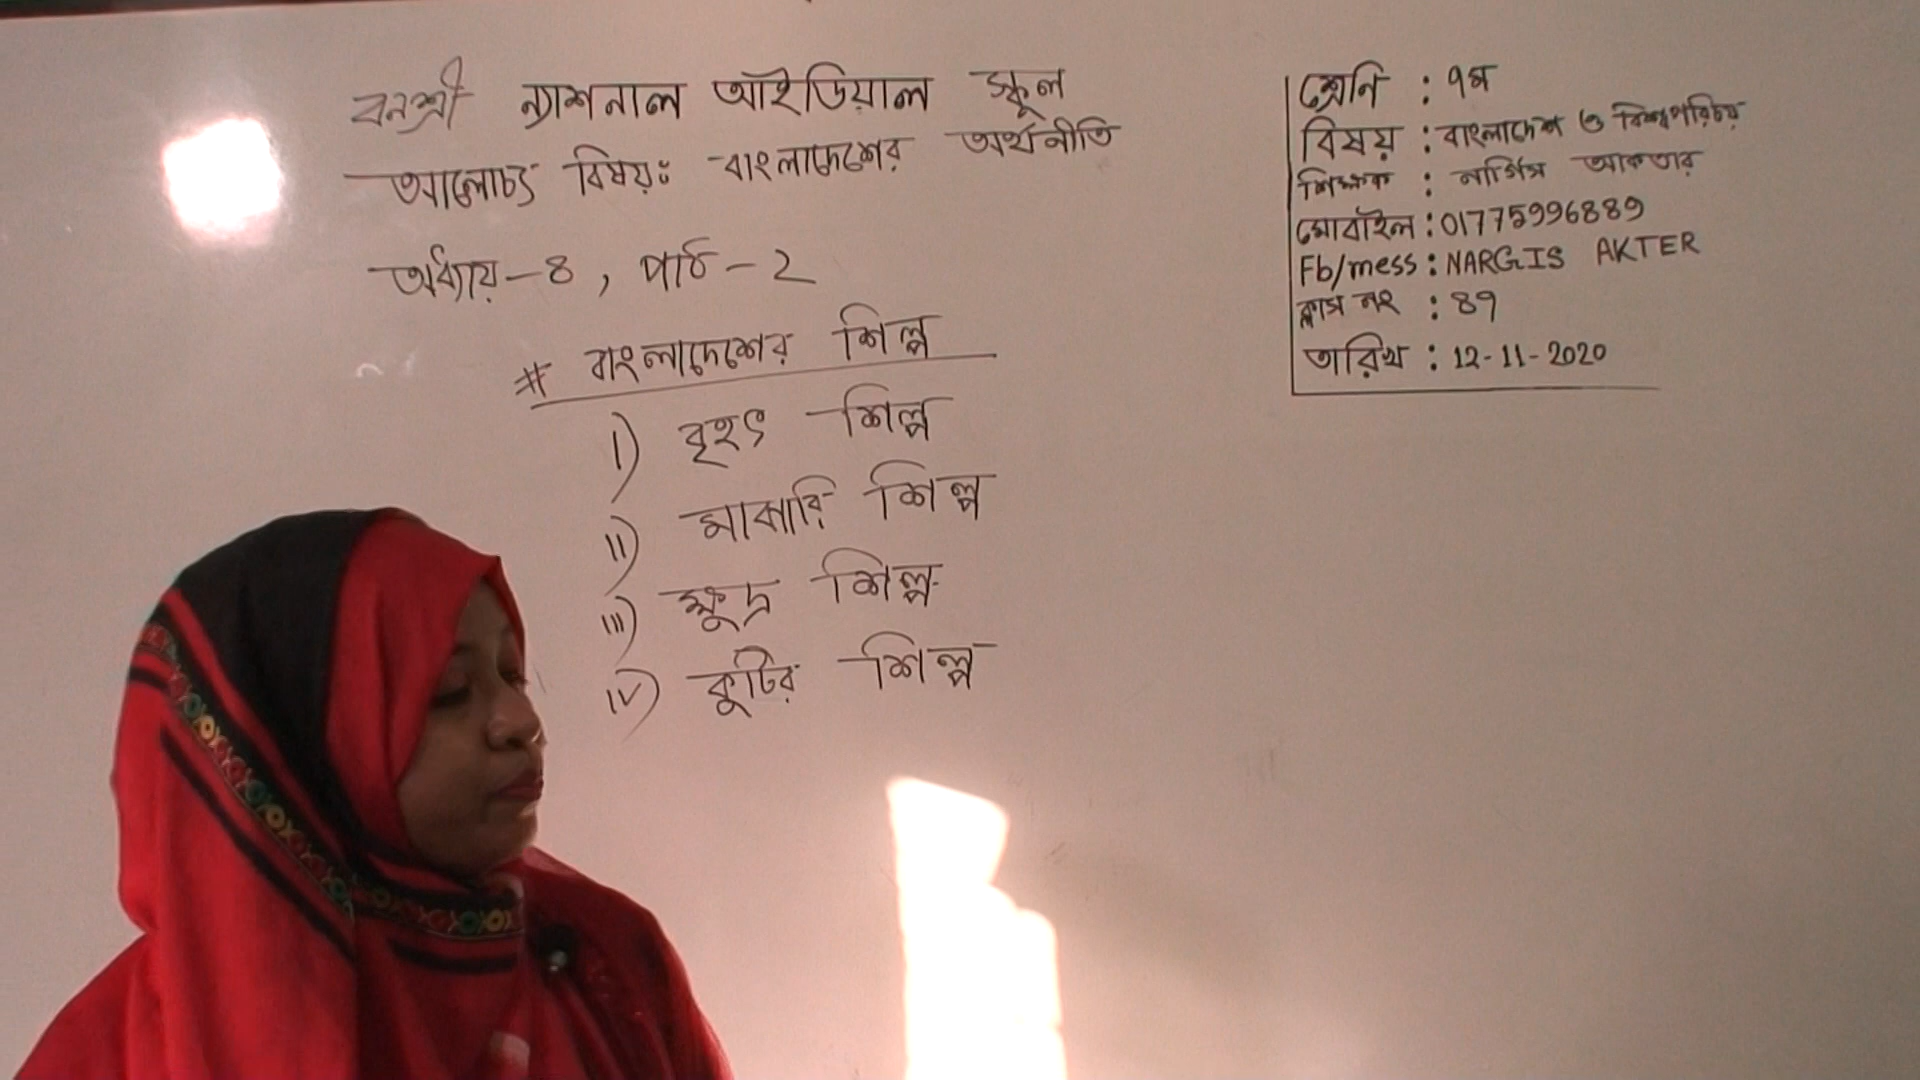 বনশ্রী ন্যাশনাল আইডিয়াল স্কুল
আলোচ্য বিষয়ঃ বাংলাদেশের অর্থনীতি
অধ্যায়-৪, পাঠ-২
# বাংলাদেশের শিল্প
i) বৃহৎ শিল্প
ii) মাঝারি শিল্প
iii) ক্ষুদ্র শিল্প
iv) কুটির শিল্প
শ্রেনি : ৭ম
বিষয় : বাংলাদেশ ও বিশ্বপরিচয়
শিক্ষক : নার্গিস আকতার
মোবাইল : 01775996889
Fb/mess : NARGIS AKTER
ক্লাস নং : ৪৭
তারিখ : 12-11-2020